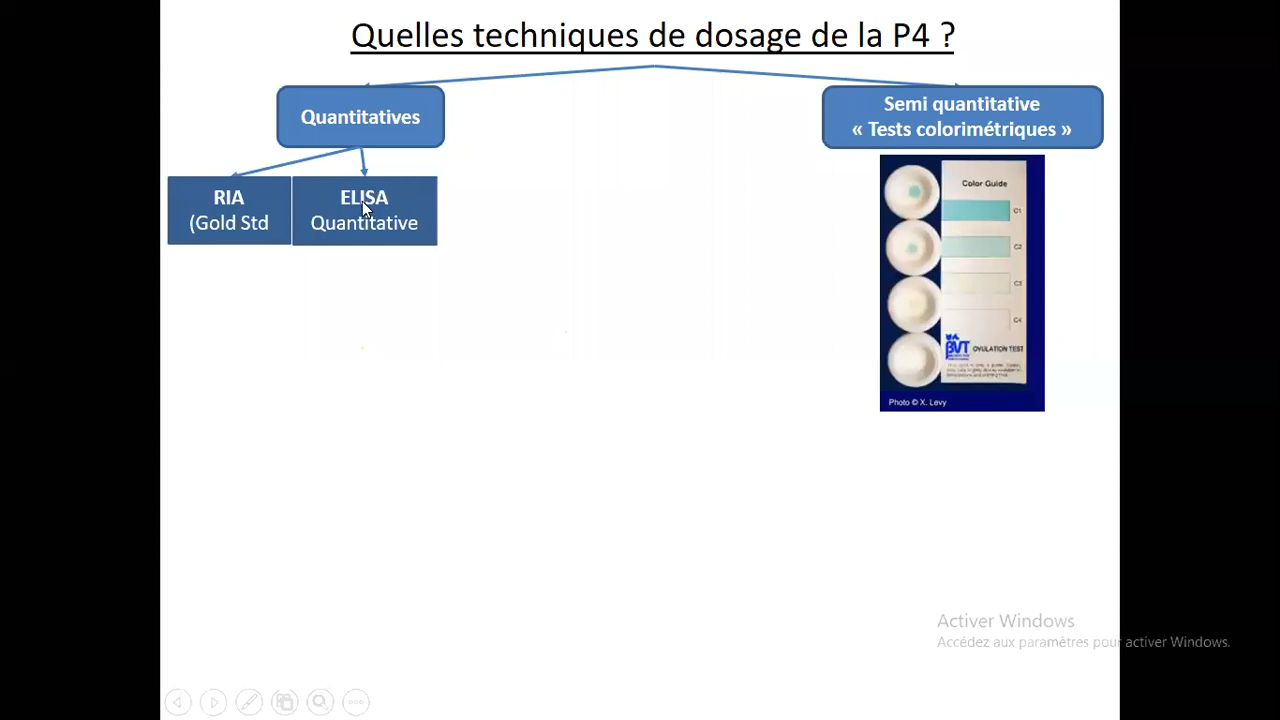 Quelles techniques de dosage de la P4 ?
Quantitatives
Semi quantitative
« Tests colorimétriques »
RIA
(Gold Std
ELISA
Quantitative
Color Guide
C1
C2
C3
C4
BVT OVULATION TEST
Photo © X. Levy
Activer Windows
Accédez aux paramètres pour activer Windows.